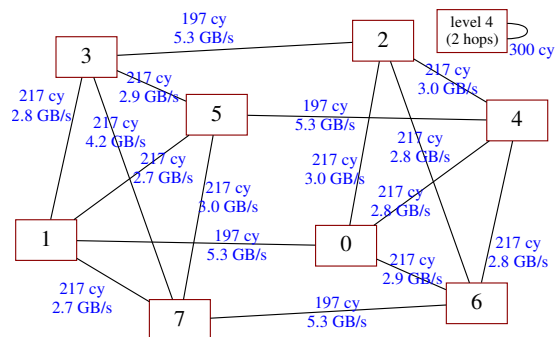 197 cy
5.3 GB/s
level 4
(2 hops)
300 cy
3
2
217 cy
2.8 GB/s
217 cy
2.9 GB/s
217 cy
3.0 GB/s
5
4
217 cy
4.2 GB/s
197 cy
5.3 GB/s
217 cy
2.8 GB/s
217 cy
2.7 GB/s
217 cy
3.0 GB/s
217 cy
3.0 GB/s
217 cy
2.8 GB/s
1
0
197 cy
5.3 GB/s
217 cy
2.8 GB/s
217 cy
2.9 GB/s
217 cy
2.7 GB/s
7
197 cy
5.3 GB/s
6